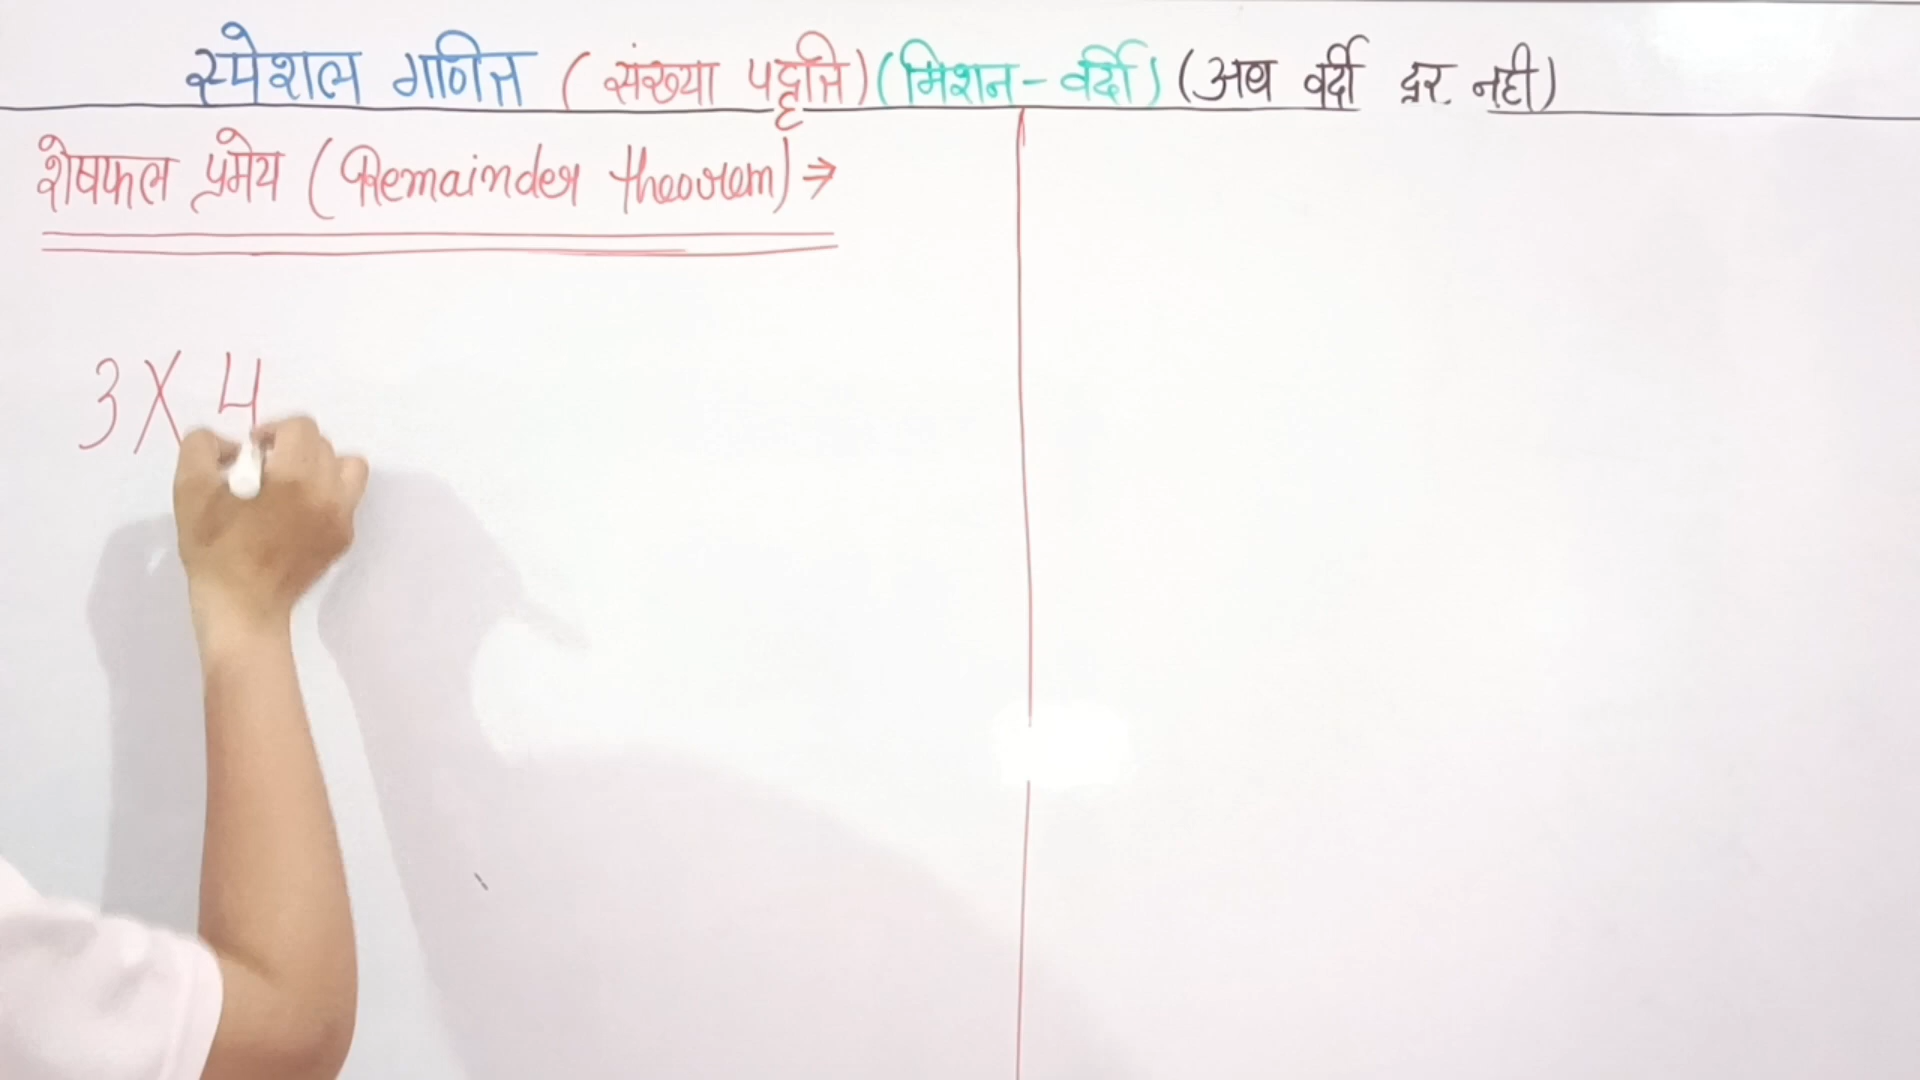 स्पेशल गणित (संख्या पद्धति) (मिशन - वर्दी) (अब वर्दी दूर नही)
शेषफल प्रमेय (Remainder theorem) ⇒
3 X 4